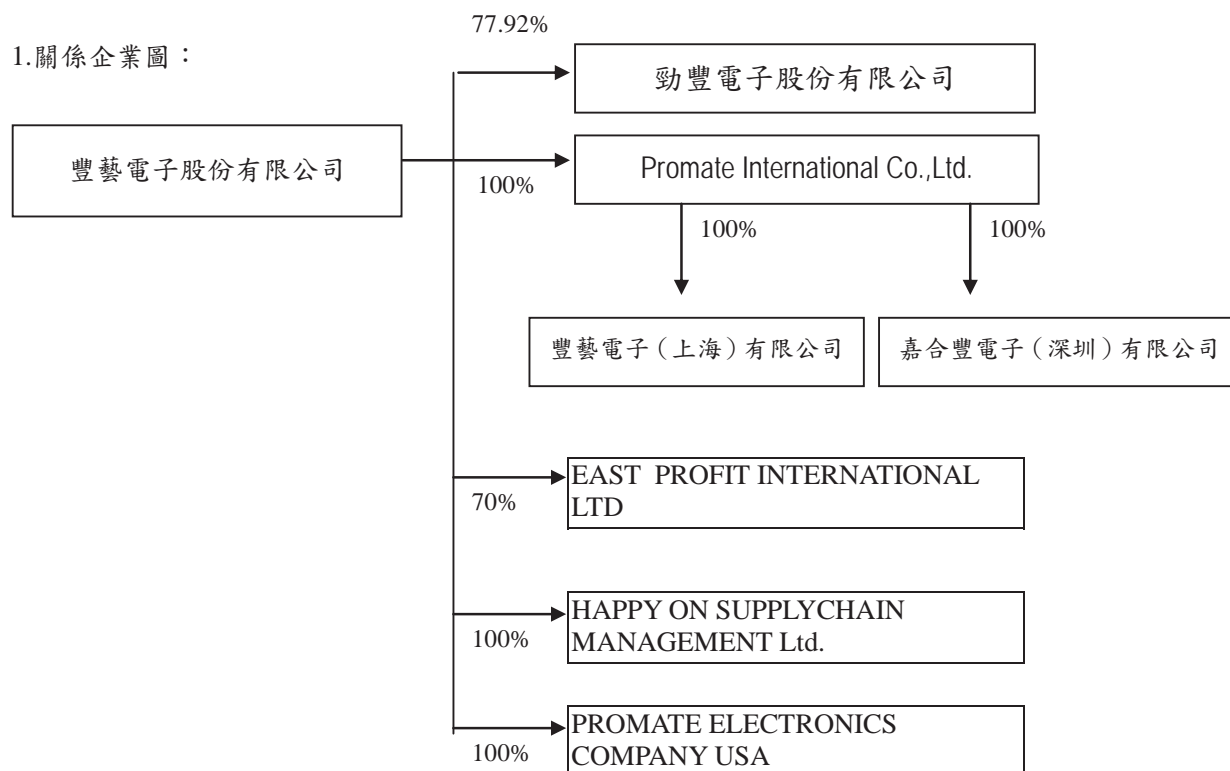 77.92%
1.關係企業圖：
勁豐電子股份有限公司
豐藝電子股份有限公司
100%
Promate International Co.,Ltd.
100%
100%
豐藝電子（上海）有限公司
嘉合豐電子（深圳）有限公司
70%
EAST PROFIT INTERNATIONAL
LTD
100%
HAPPY ON SUPPLYCHAIN
MANAGEMENT Ltd.
100%
PROMATE ELECTRONICS
COMPANY USA